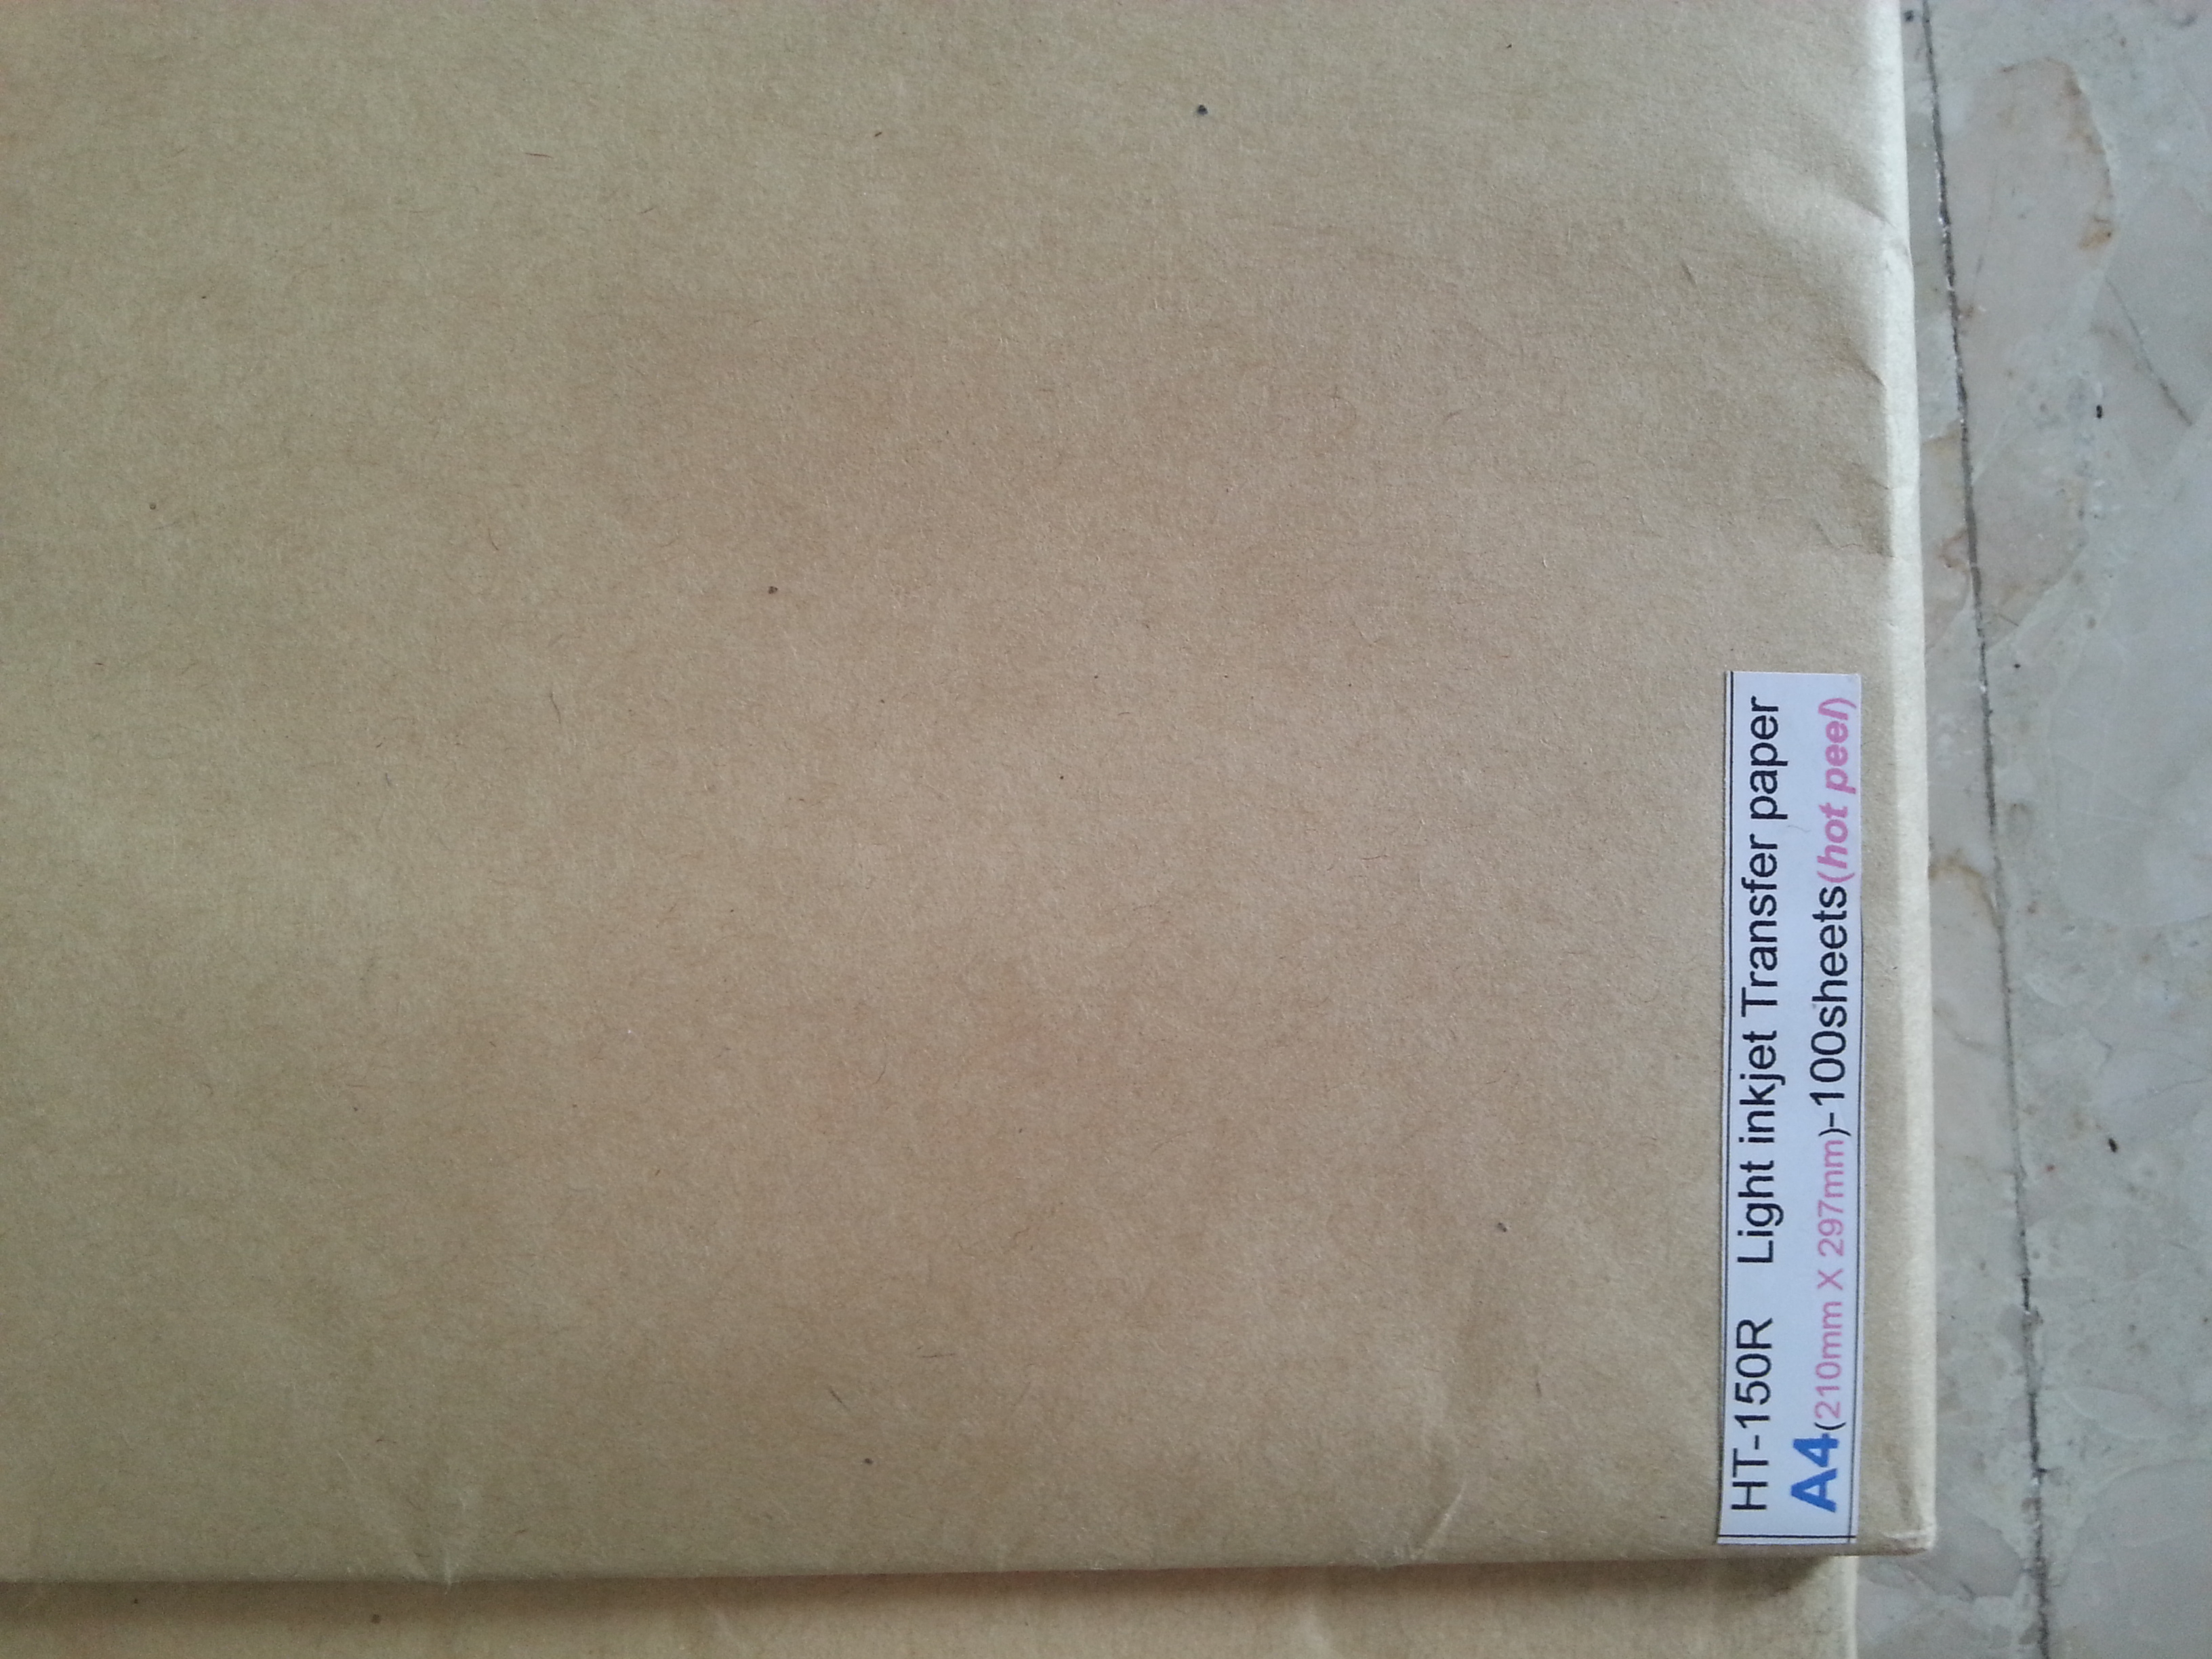 HT-150R Light inkjet Transfer paper
A4(210mm X 297mm)-100sheets(hot peel)